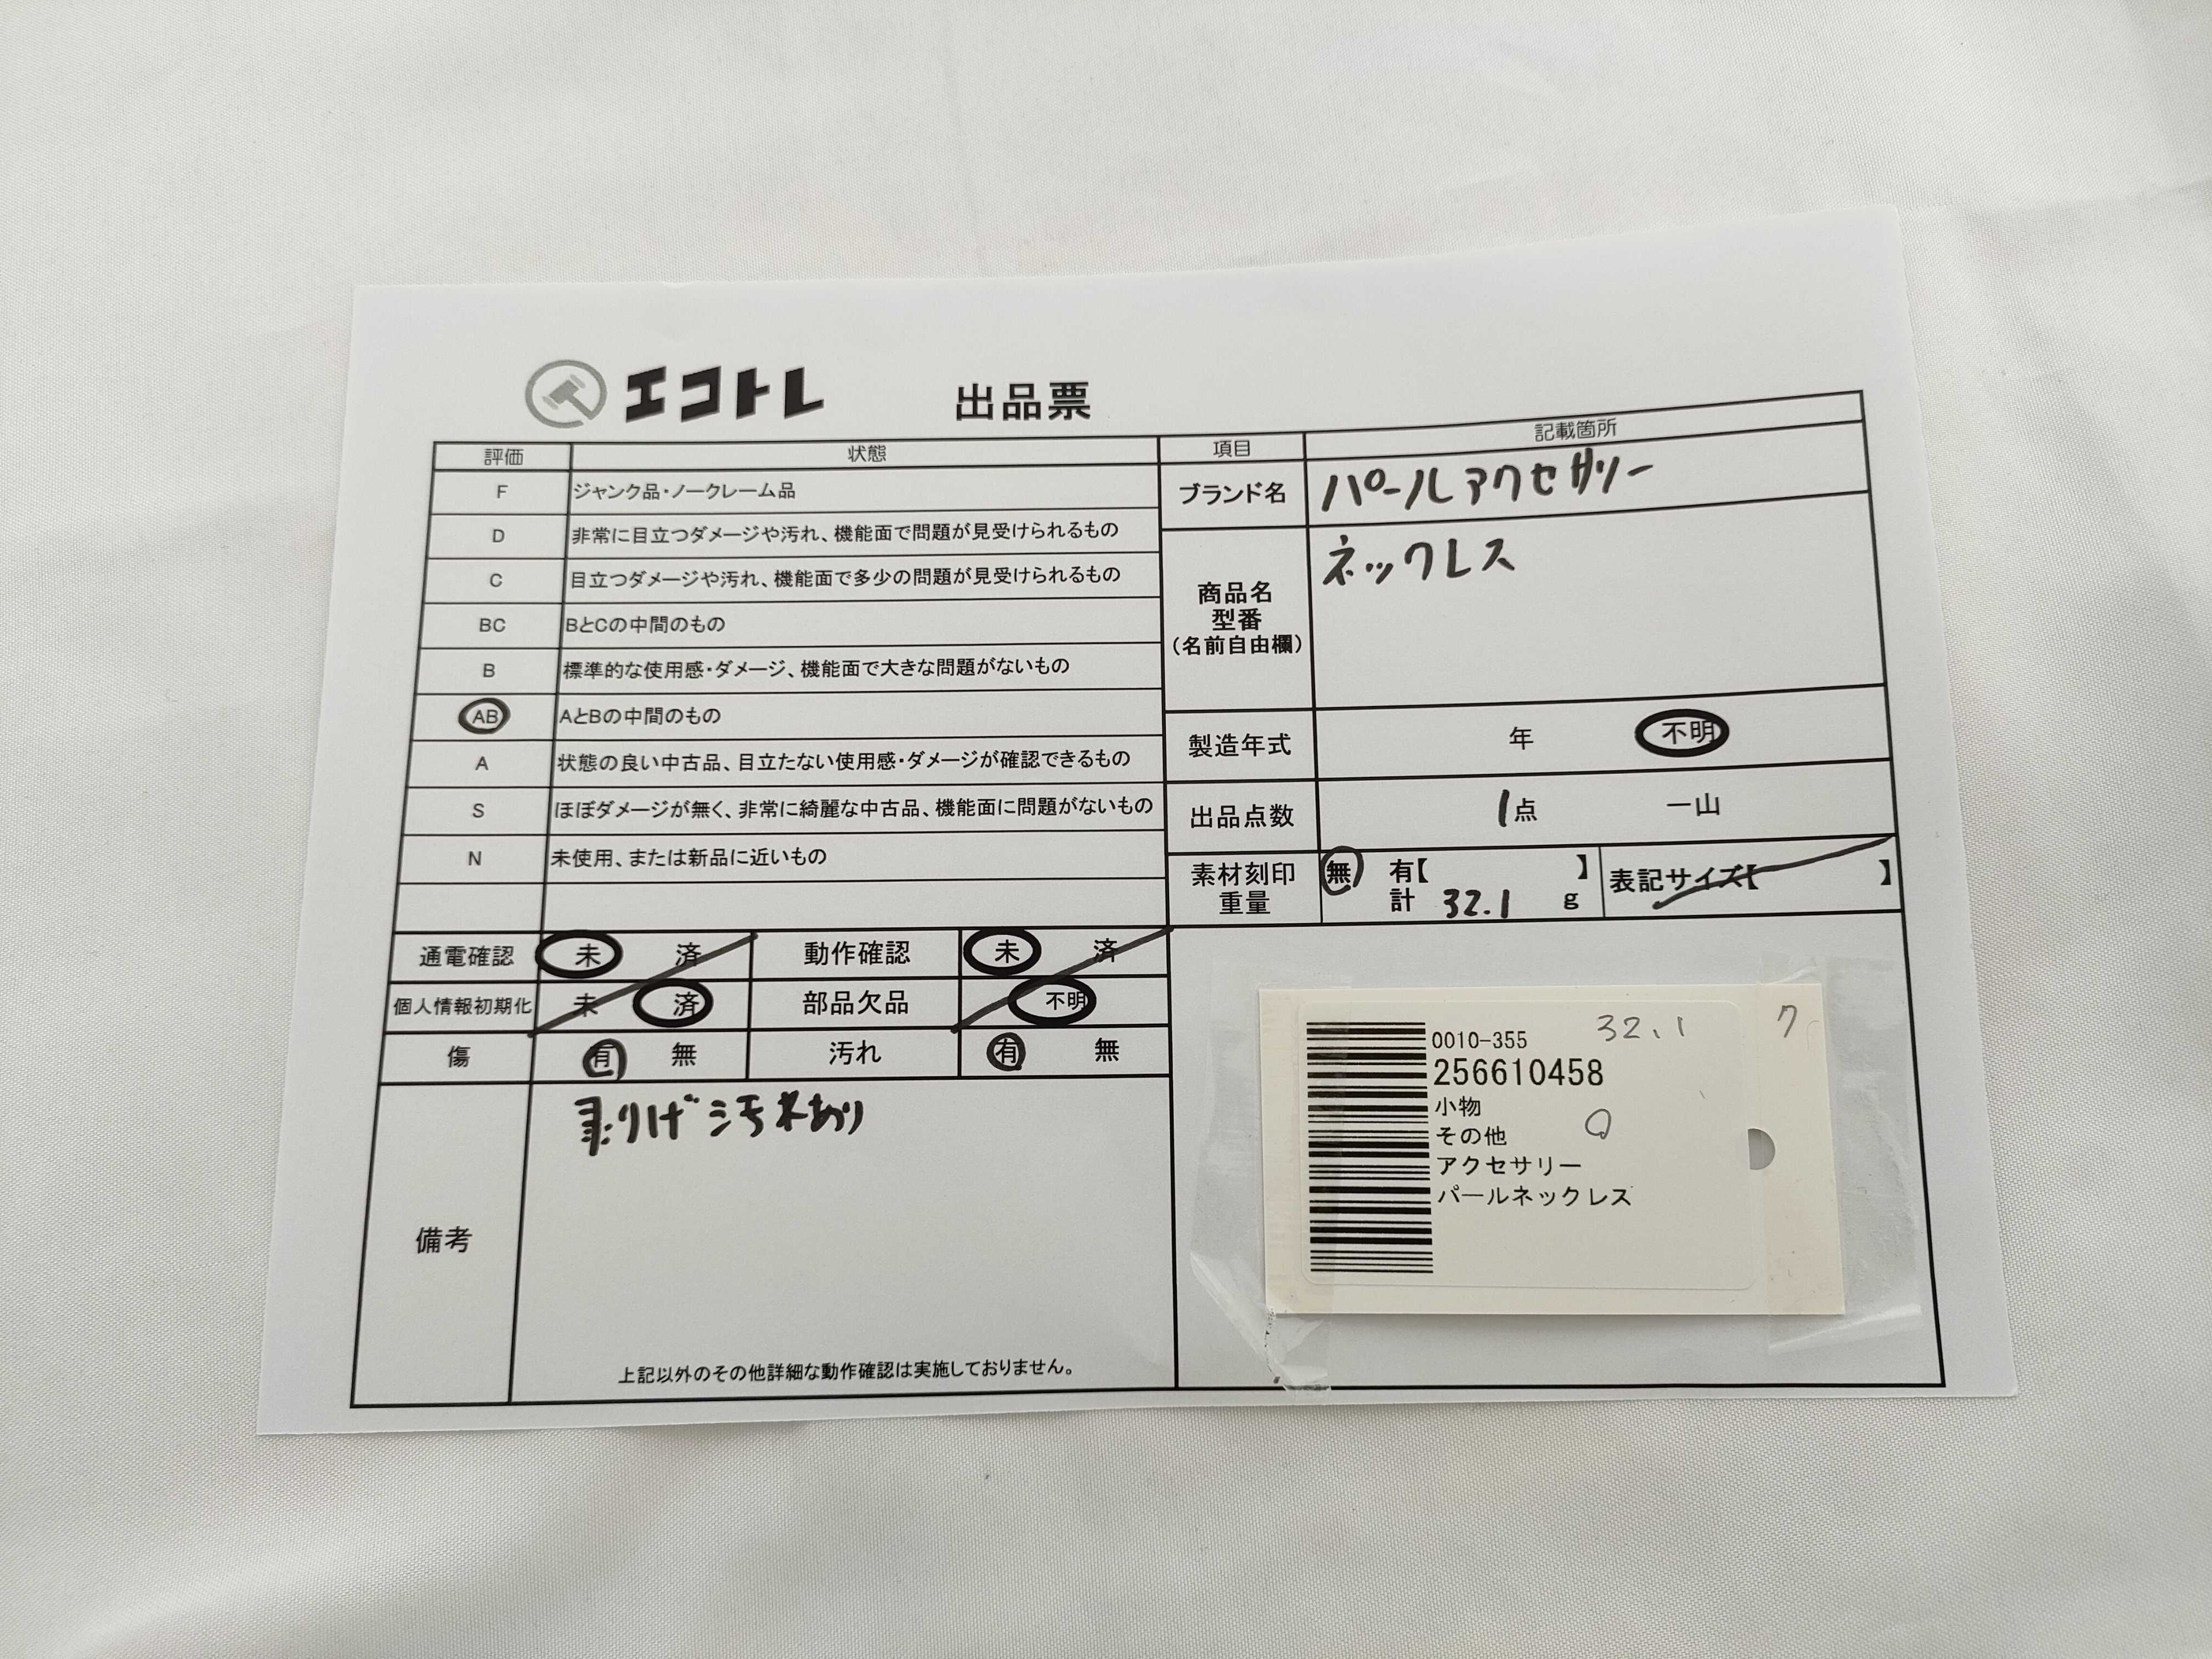 エコトレ 出品票
評価 状態
F ジャンク品・ノークレーム品
D 非常に目立つダメージや汚れ、機能面で問題が見受けられるもの
C 目立つダメージや汚れ、機能面で多少の問題が見受けられるもの
BC BとCの中間のもの
B 標準的な使用感・ダメージ、機能面で大きな問題がないもの
AB AとBの中間のもの
A 状態の良い中古品、目立たない使用感・ダメージが確認できるもの
S ほぼダメージが無く、非常に綺麗な中古品、機能面に問題がないもの
N 未使用、または新品に近いもの
項目 記載箇所
ブランド名 パールアクセサリー
商品名 ネックレス
型番
(名前自由欄)
製造年式 年 不明
出品点数 1点 一山
素材刻印 無 有【 】 表記サイズ【 】
重量 計 32.1 g
通電確認 未 済 動作確認 未 済
個人情報初期化 未 済 部品欠品 不明
傷 有 無 汚れ 有 無
備考
汚れあり
上記以外のその他詳細な動作確認は実施しておりません。
0010-355 32.1 7
256610458
小物
その他
アクセサリー
パールネックレス